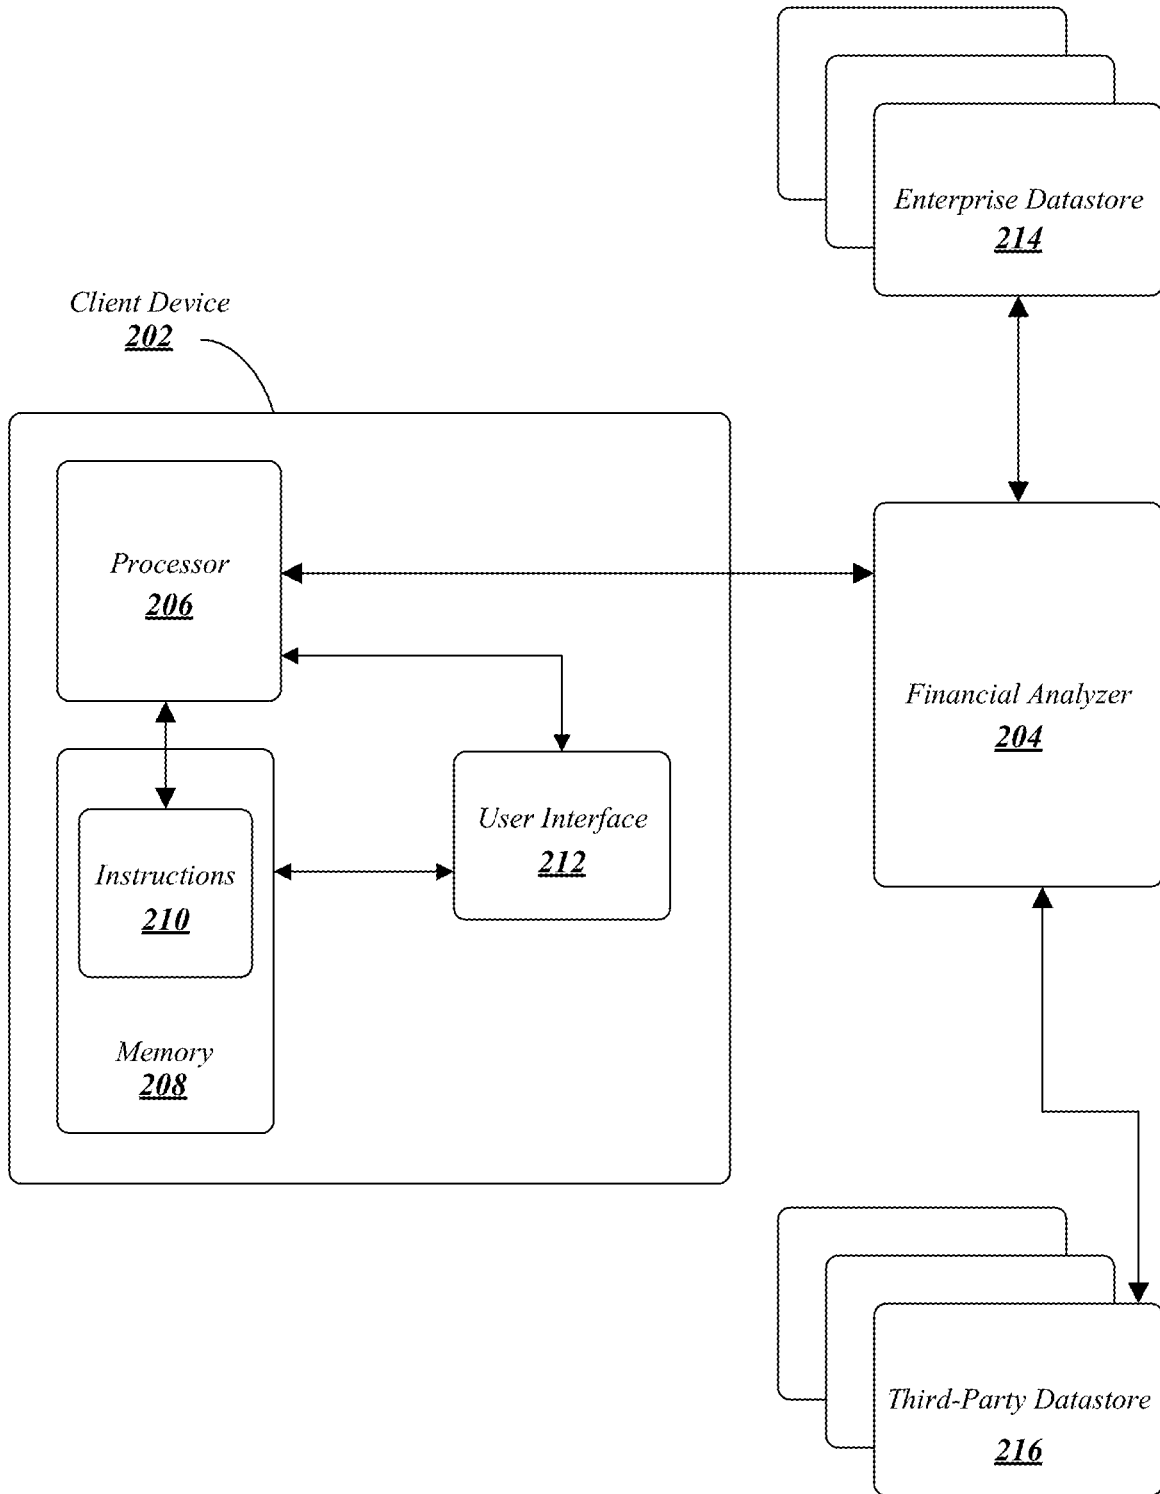 Enterprise Datastore
214
Client Device
202
Processor
206
Financial Analyzer
204
User Interface
212
Instructions
210
Memory
208
Third-Party Datastore
216